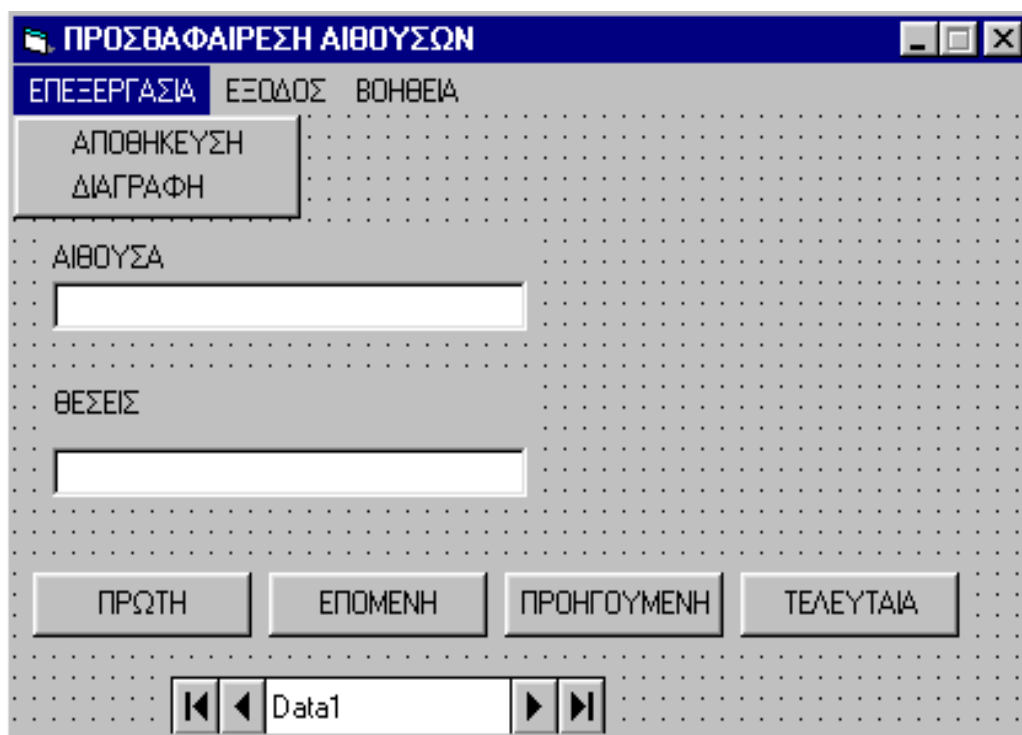 ΠΡΟΣΘΑΦΑΙΡΕΣΗ ΑΙΘΟΥΣΩΝ
ΕΠΕΞΕΡΓΑΣΙΑ ΕΞΟΔΟΣ ΒΟΗΘΕΙΑ
ΑΠΟΘΗΚΕΥΣΗ
ΔΙΑΓΡΑΦΗ
ΑΙΘΟΥΣΑ
ΘΕΣΕΙΣ
ΠΡΩΤΗ ΕΠΟΜΕΝΗ ΠΡΟΗΓΟΥΜΕΝΗ ΤΕΛΕΥΤΑΙΑ
Data1